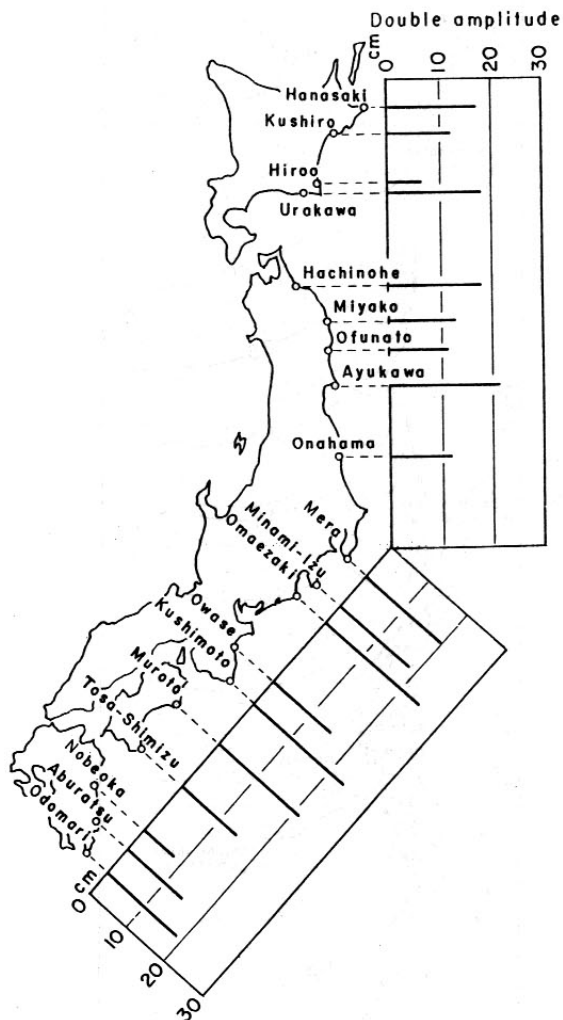 Double amplitude
cm
0
10
20
30
Hanasaki
Kushiro
Hiroo
Urakawa
Hachinohe
Miyako
Ofunato
Ayukawa
Onahama
Mera
Minami-Izu
Omaezaki
Owase
Kushimoto
Muroto
Tosa-Shimizu
Nobeoka
Aburatsu
Odomari
cm
0
10
20
30